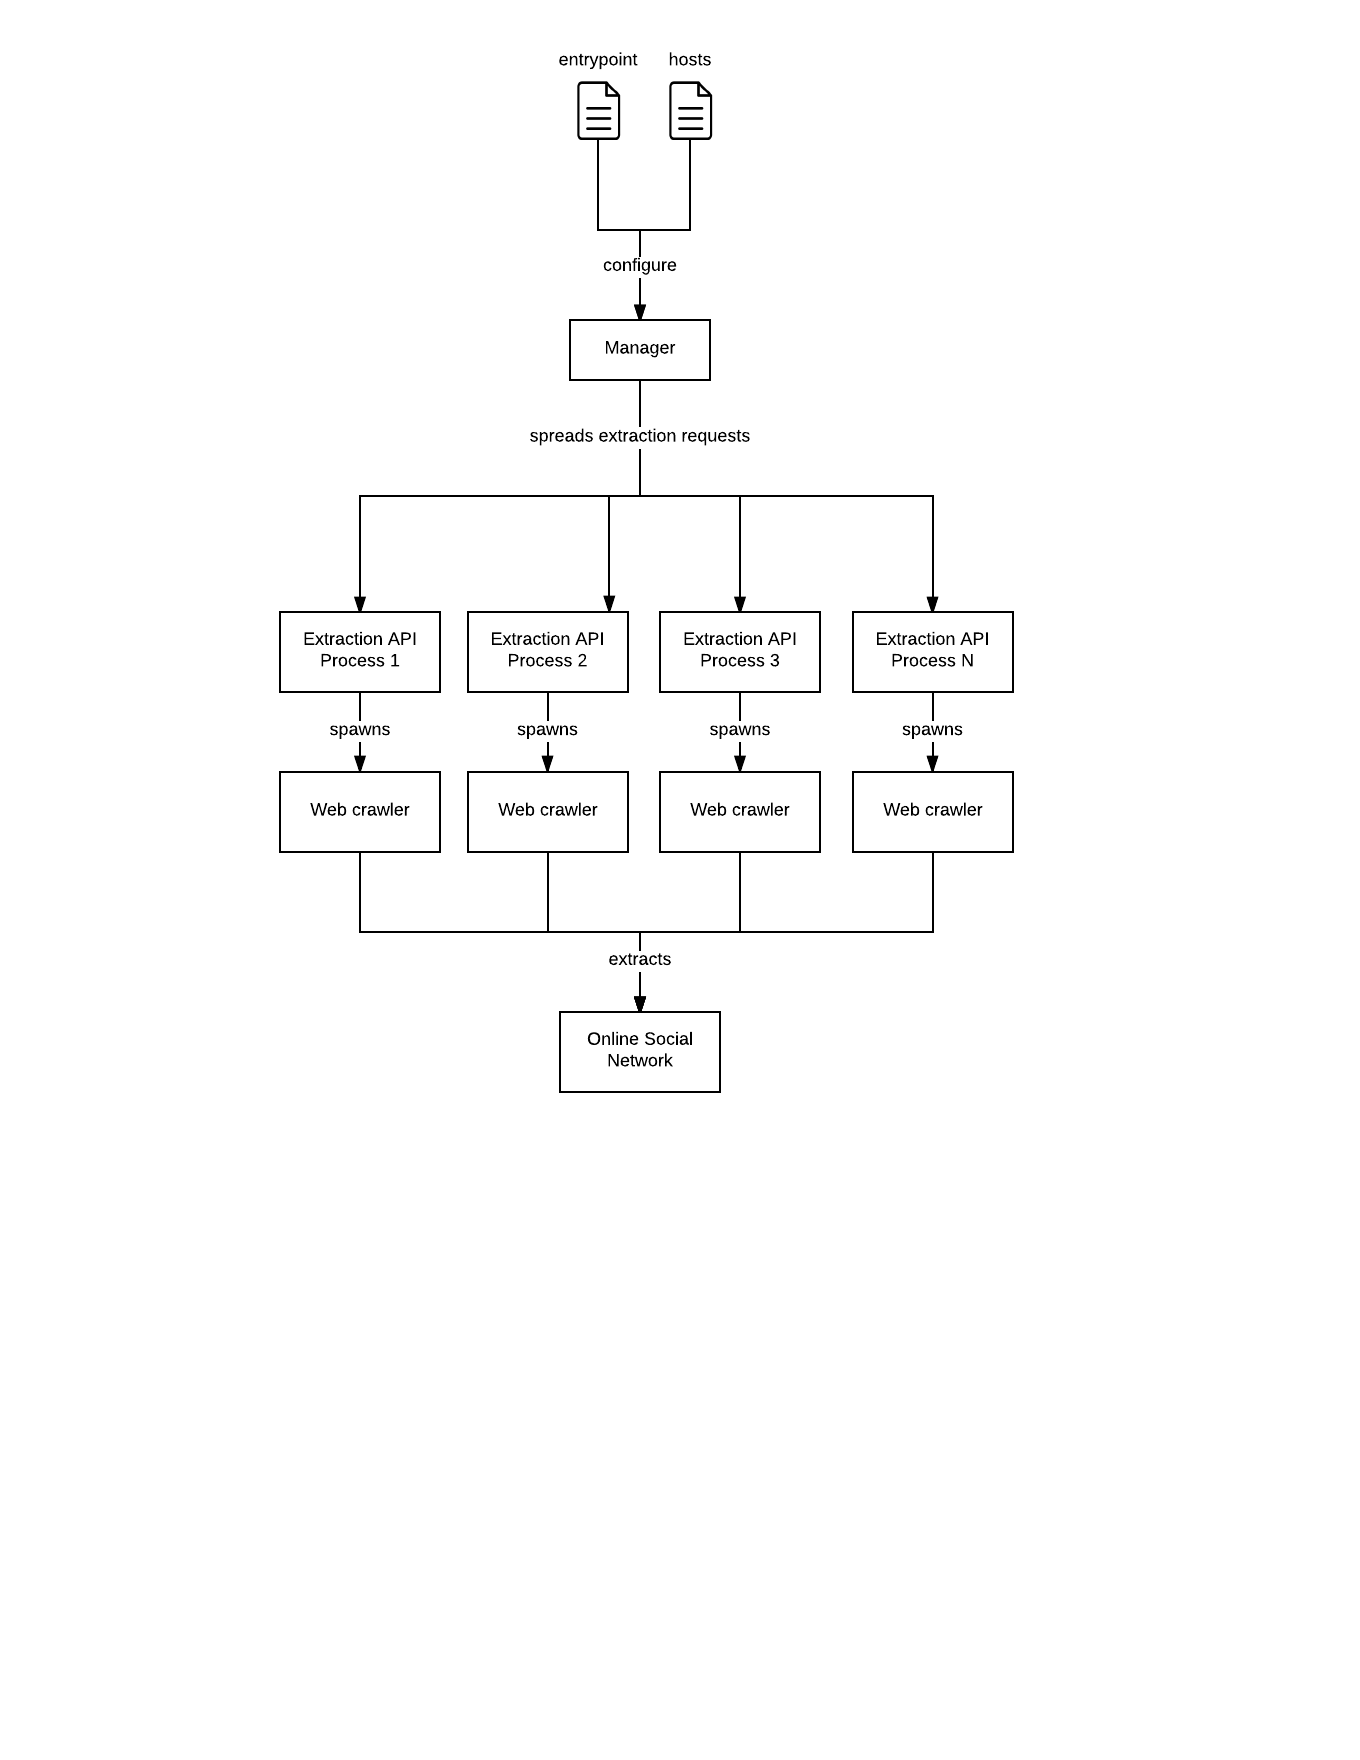 entrypoint hosts
configure
Manager
spreads extraction requests
Extraction API
Process 1
Extraction API
Process 2
Extraction API
Process 3
Extraction API
Process N
spawns
spawns
spawns
spawns
Web crawler
Web crawler
Web crawler
Web crawler
extracts
Online Social
Network